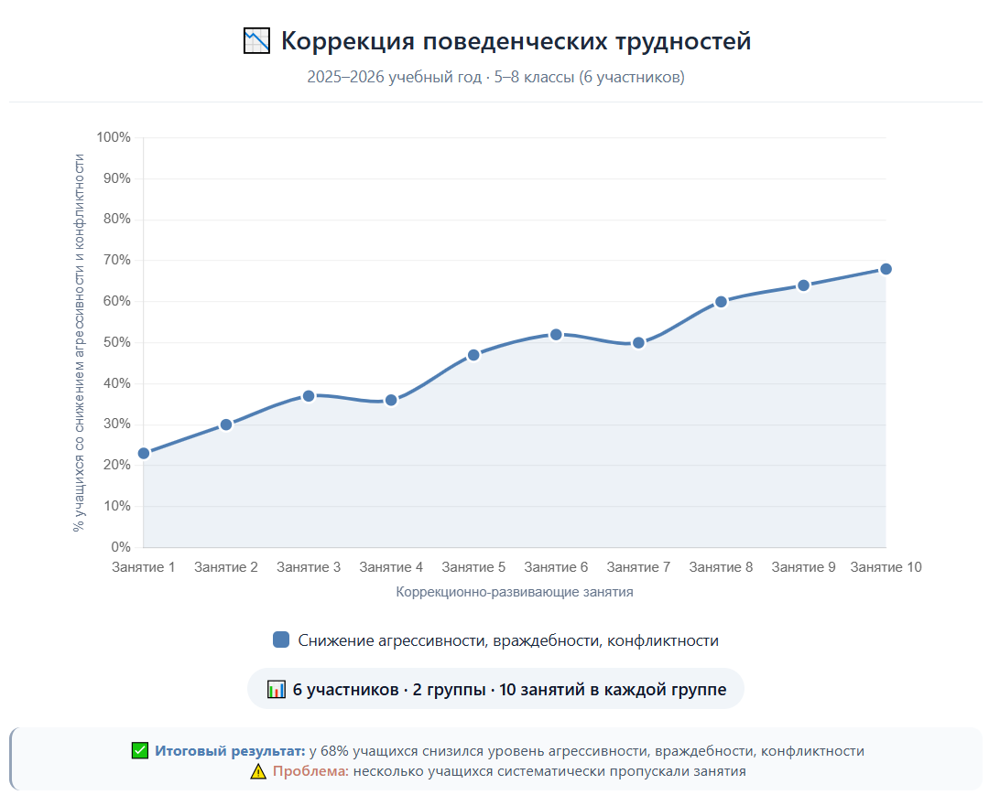 Коррекция поведенческих трудностей
2025–2026 учебный год · 5–8 классы (6 участников)
% учащихся со снижением агрессивности и конфликтности
100%
90%
80%
70%
60%
50%
40%
30%
20%
10%
0%
Занятие 1 Занятие 2 Занятие 3 Занятие 4 Занятие 5 Занятие 6 Занятие 7 Занятие 8 Занятие 9 Занятие 10
Коррекционно-развивающие занятия
Снижение агрессивности, враждебности, конфликтности
6 участников · 2 группы · 10 занятий в каждой группе
Итоговый результат: у 68% учащихся снизился уровень агрессивности, враждебности, конфликтности
Проблема: несколько учащихся систематически пропускали занятия